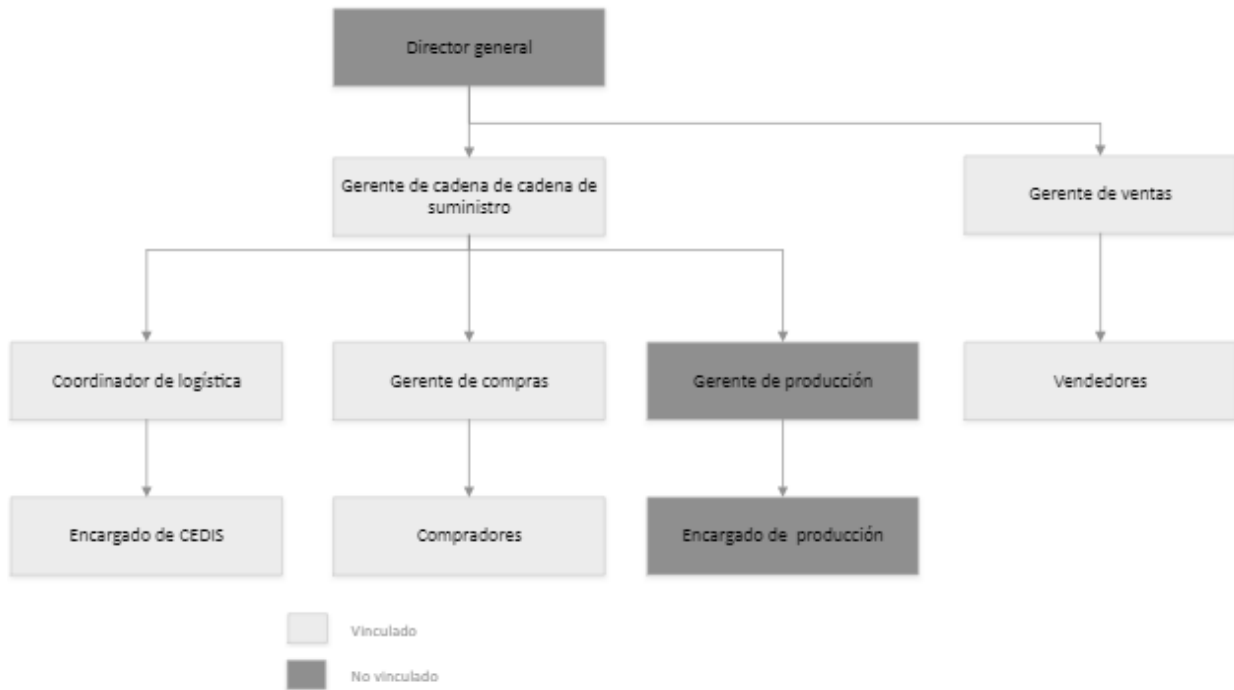 Director general
Gerente de cadena de cadena de
suministro
Gerente de ventas
Coordinador de logística
Gerente de compras
Gerente de producción
Vendedores
Encargado de CEDIS
Compradores
Encargado de producción
Vinculado
No vinculado